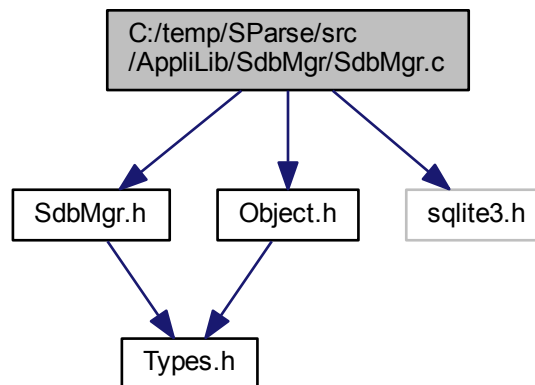 C:/temp/SParse/src
/AppliLib/SdbMgr/SdbMgr.c
SdbMgr.h
Object.h
sqlite3.h
Types.h